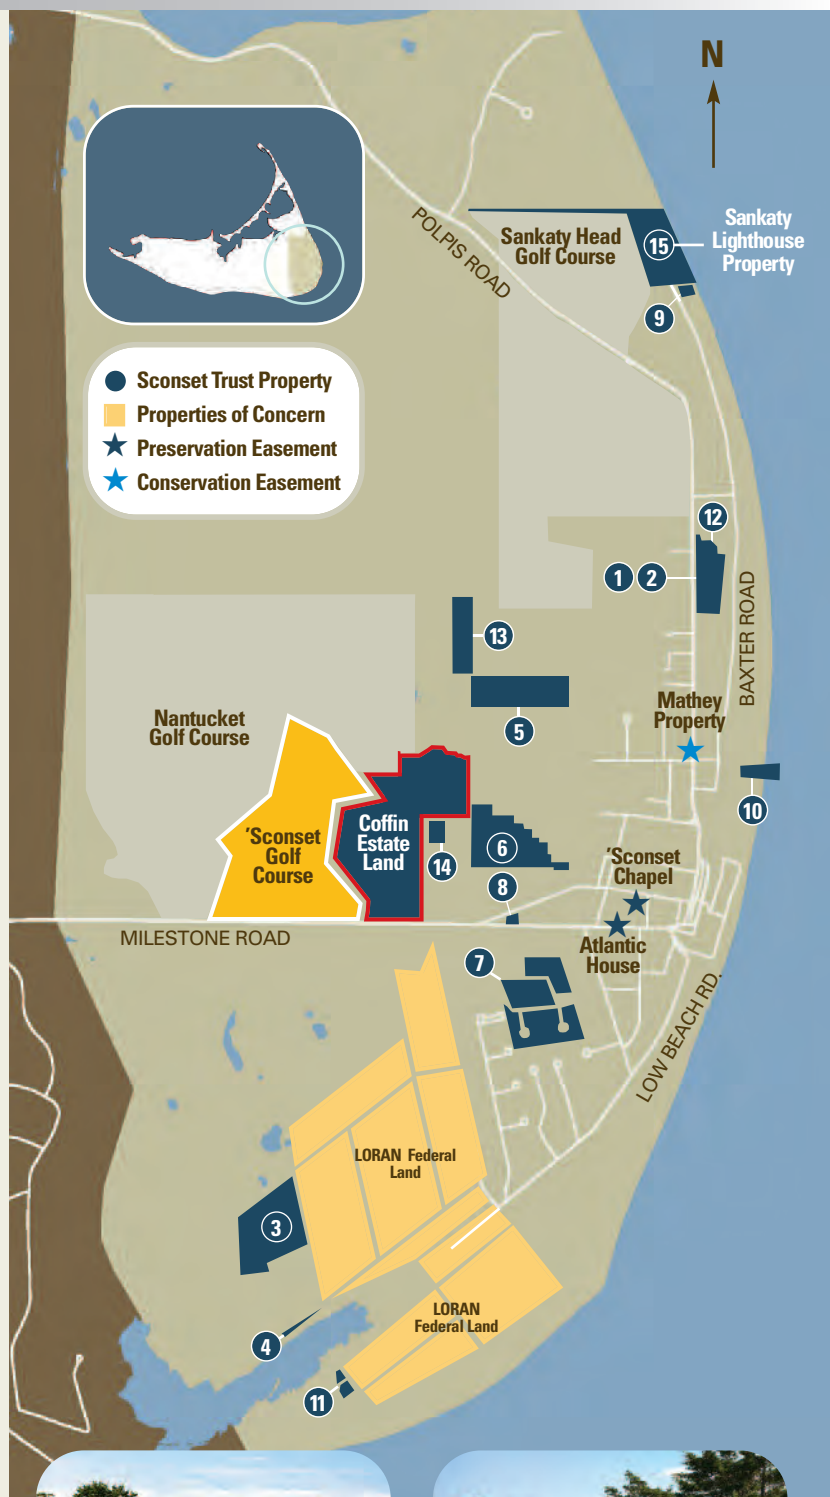 N
POLPIS ROAD
Sankaty Head
Golf Course
15
Sankaty
Lighthouse
Property
9
Sconset Trust Property
Properties of Concern
Preservation Easement
Conservation Easement
12
1
2
BAXTER ROAD
13
5
Mathey
Property
10
Nantucket
Golf Course
'Sconset
Golf
Course
Coffin
Estate
Land
14
6
8
'Sconset
Chapel
Atlantic
House
MILESTONE ROAD
7
LOW BEACH RD.
LORAN Federal
Land
3
LORAN
Federal Land
4
11